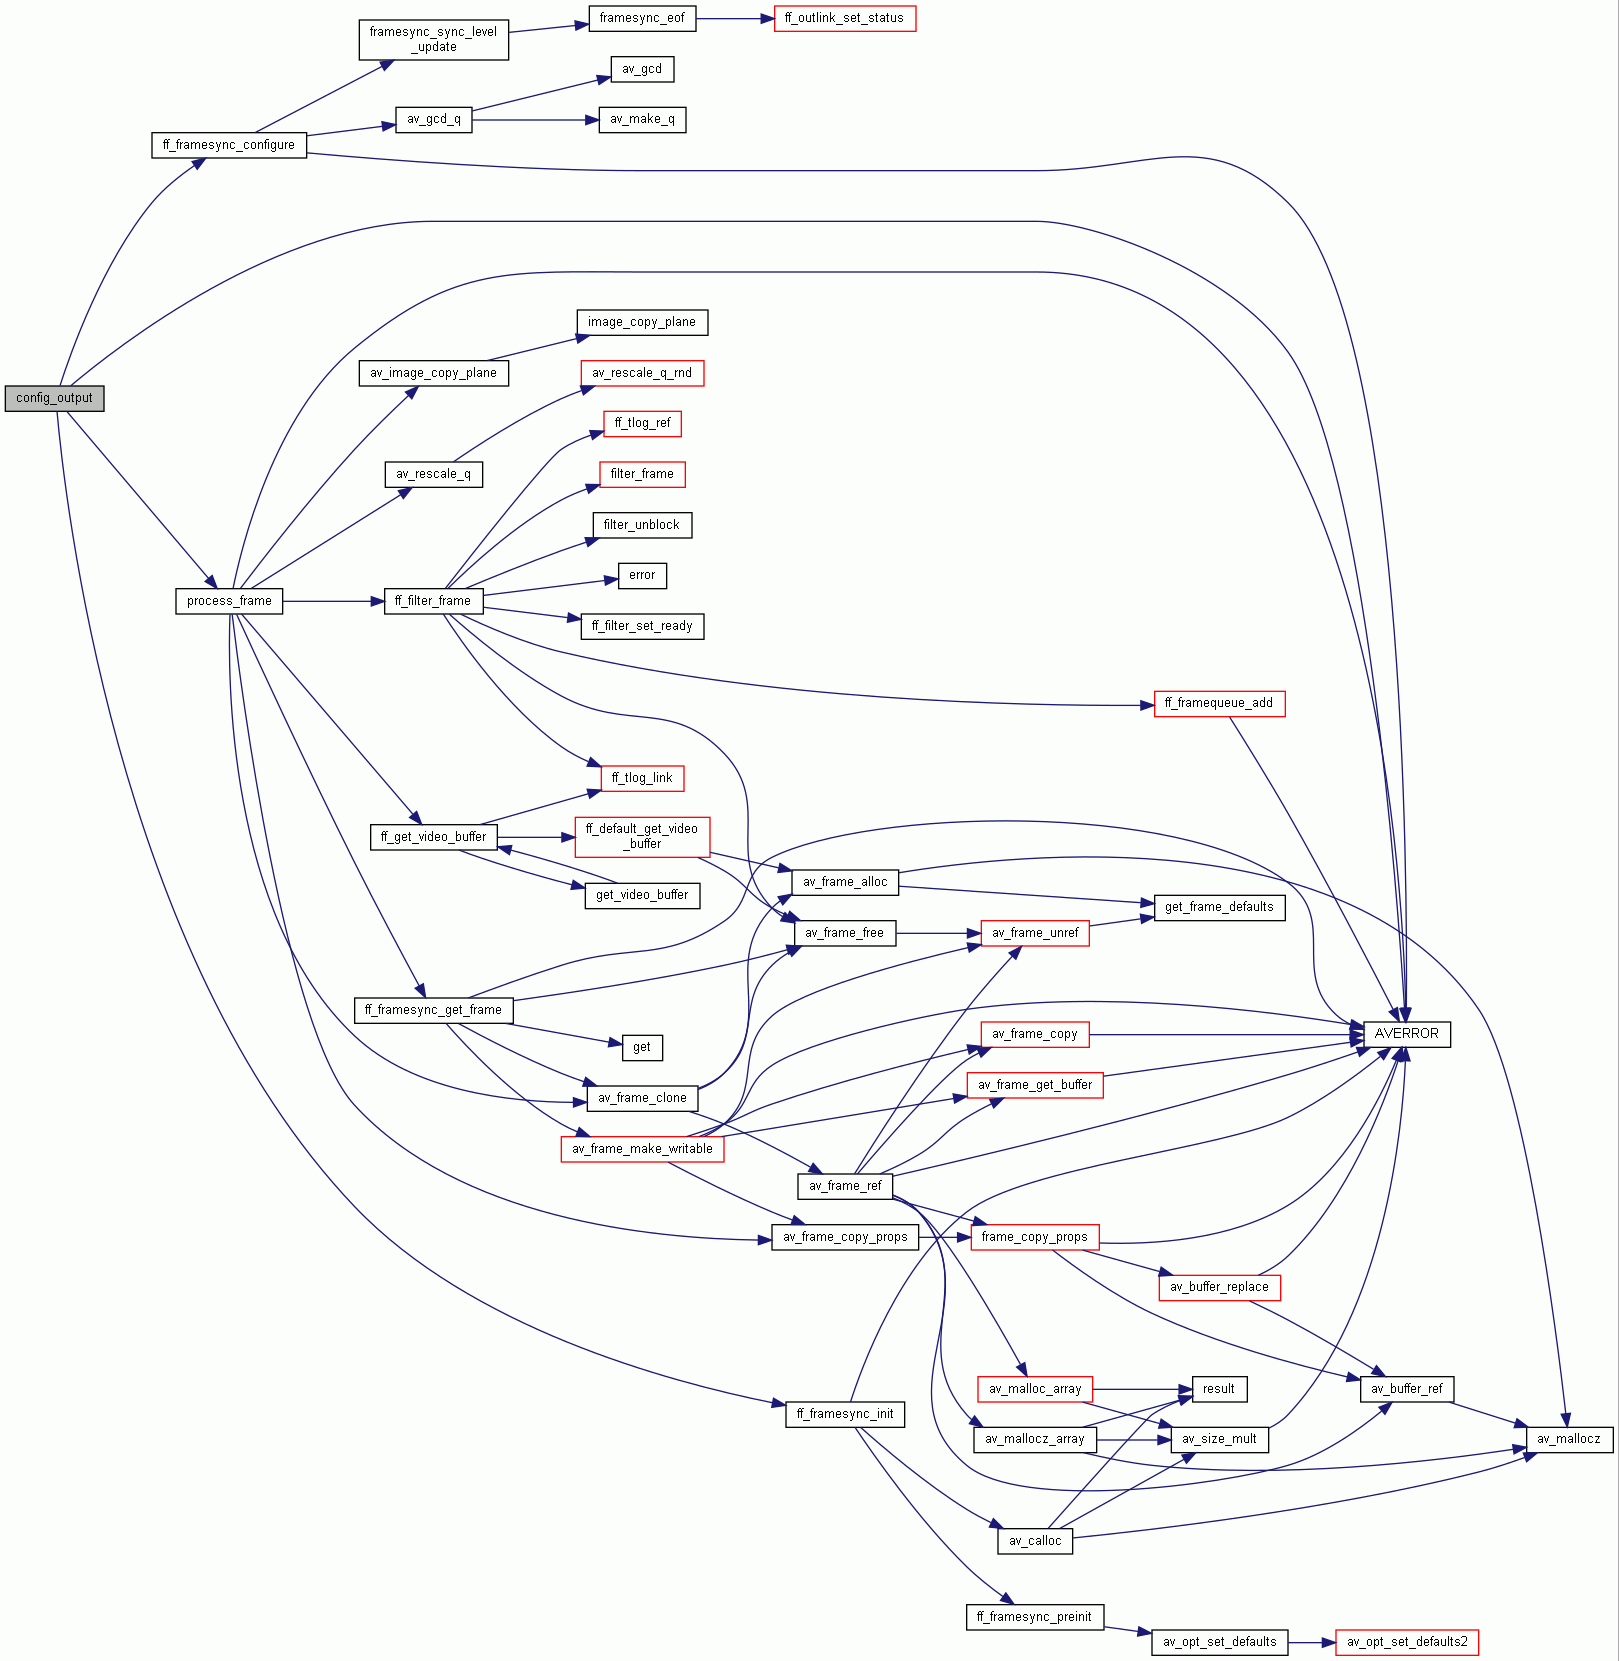 framesync_eof
ff_outlink_set_status
framesync_sync_level
_update
av_gcd
av_gcd_q
av_make_q
ff_framesync_configure
image_copy_plane
av_image_copy_plane
av_rescale_q_rnd
config_output
ff_tlog_ref
av_rescale_q
filter_frame
filter_unblock
error
process_frame
ff_filter_frame
ff_filter_set_ready
ff_framequeue_add
ff_tlog_link
ff_get_video_buffer
ff_default_get_video
_buffer
av_frame_alloc
get_video_buffer
get_frame_defaults
av_frame_free
av_frame_unref
ff_framesync_get_frame
get
av_frame_copy
AVERROR
av_frame_get_buffer
av_frame_clone
av_frame_make_writable
av_frame_ref
av_frame_copy_props
frame_copy_props
av_buffer_replace
av_malloc_array
result
av_buffer_ref
ff_framesync_init
av_mallocz_array
av_size_mult
av_mallocz
av_calloc
ff_framesync_preinit
av_opt_set_defaults
av_opt_set_defaults2